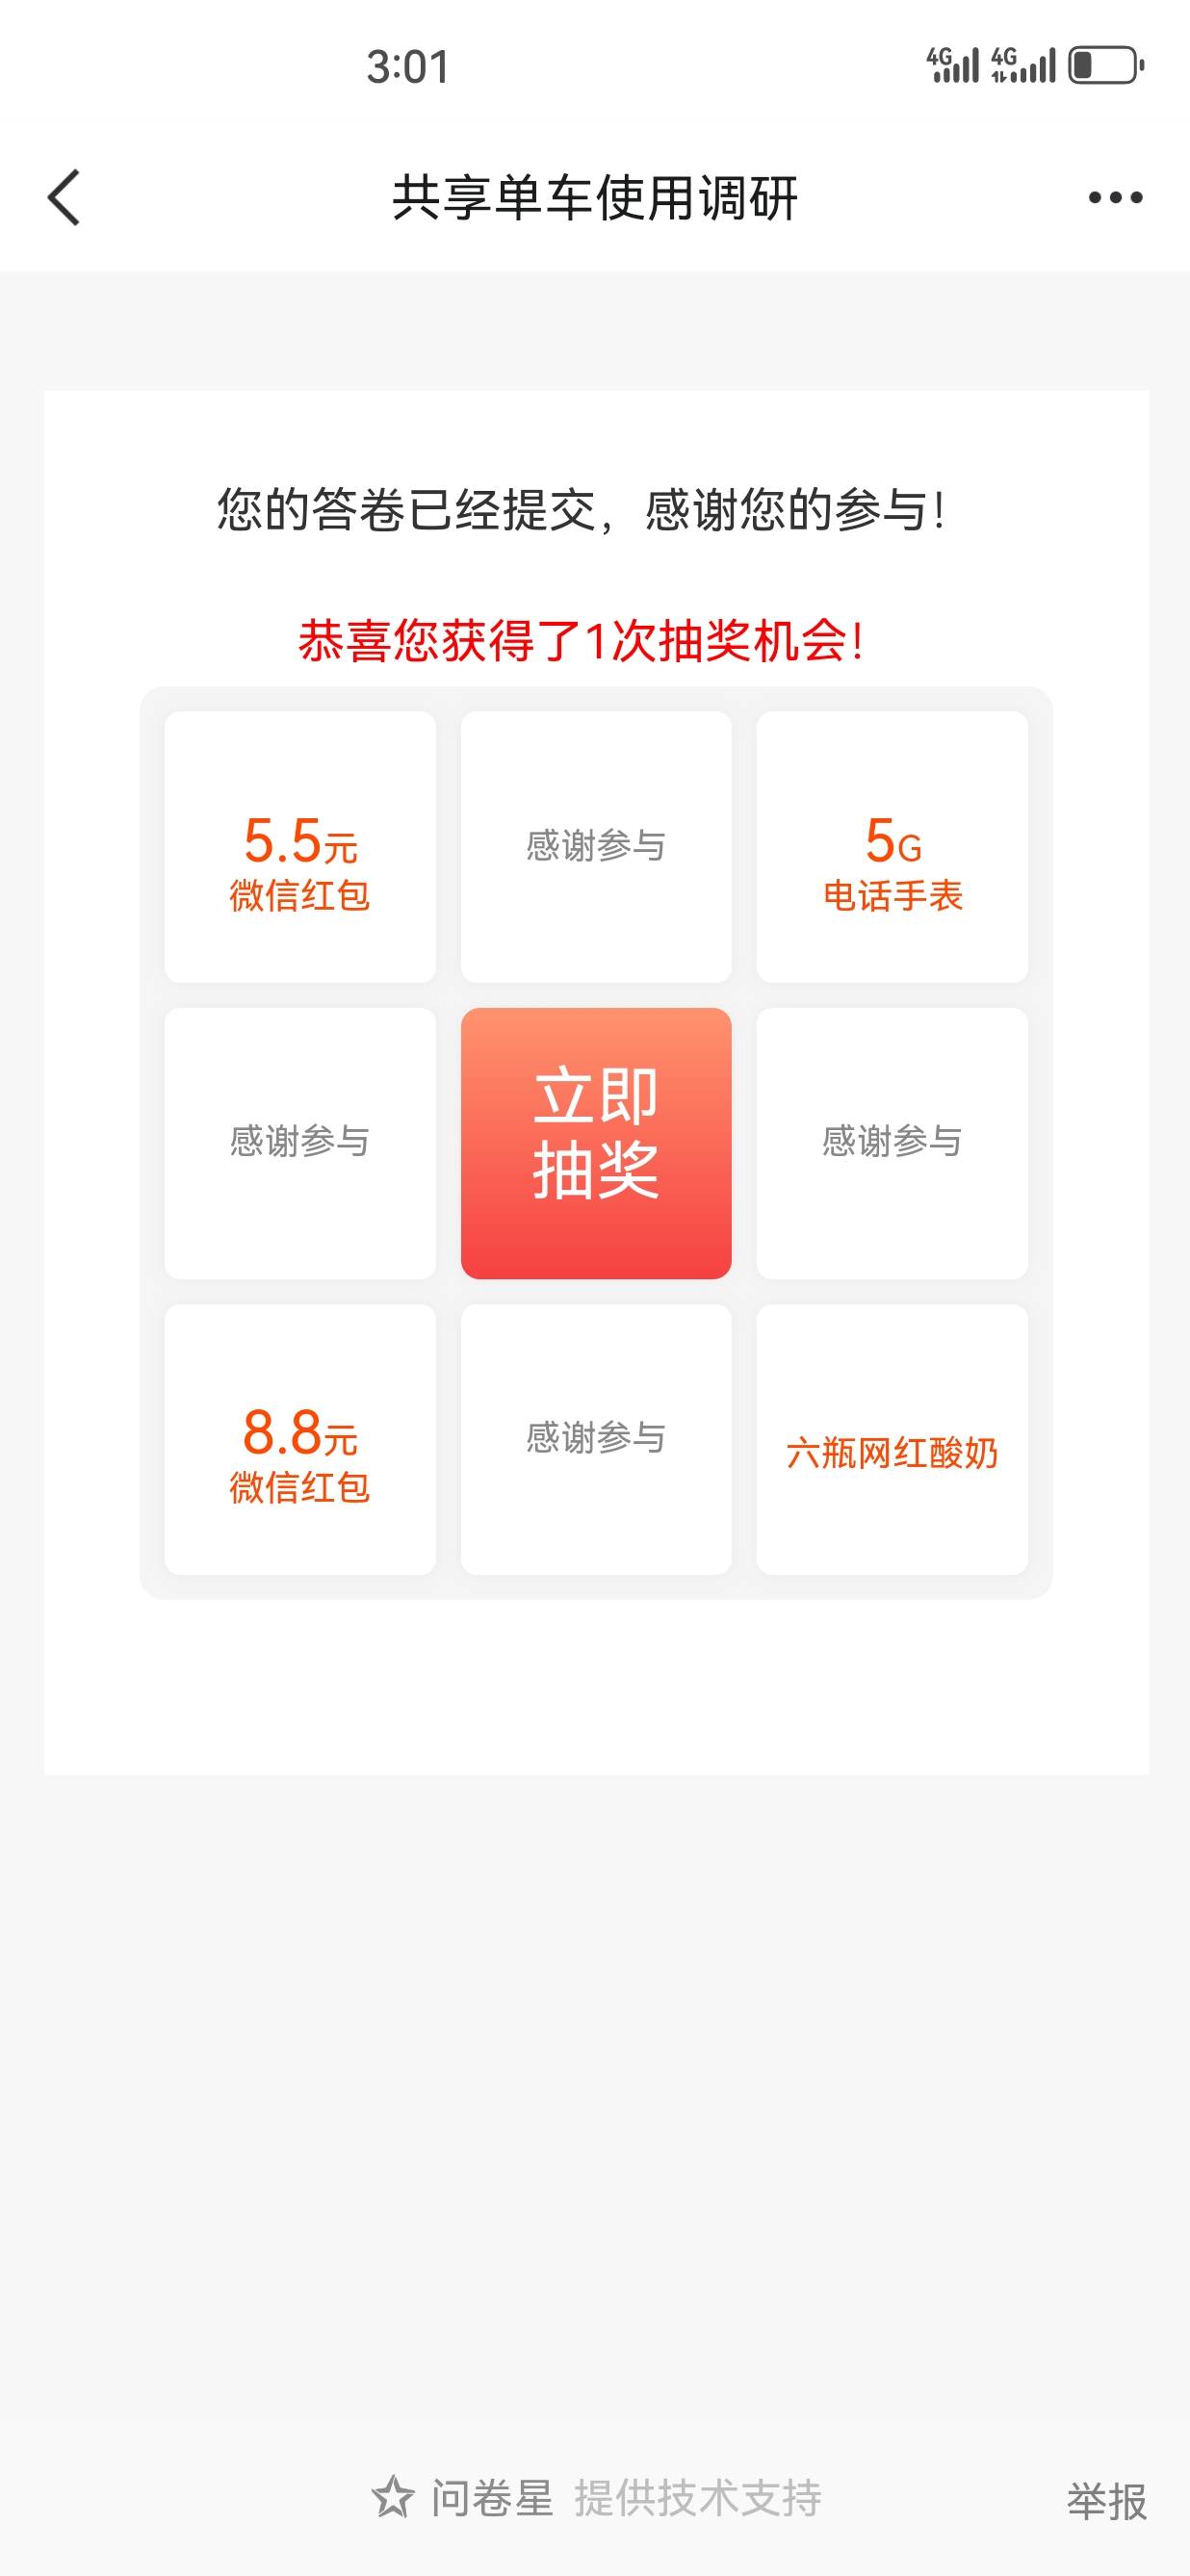 3:01
4G 4G
共享单车使用调研
您的答卷已经提交，感谢您的参与！
恭喜您获得了1次抽奖机会！
5.5元
微信红包
感谢参与
5G
电话手表
感谢参与
立即
抽奖
感谢参与
8.8元
微信红包
感谢参与
六瓶网红酸奶
问卷星 提供技术支持
举报